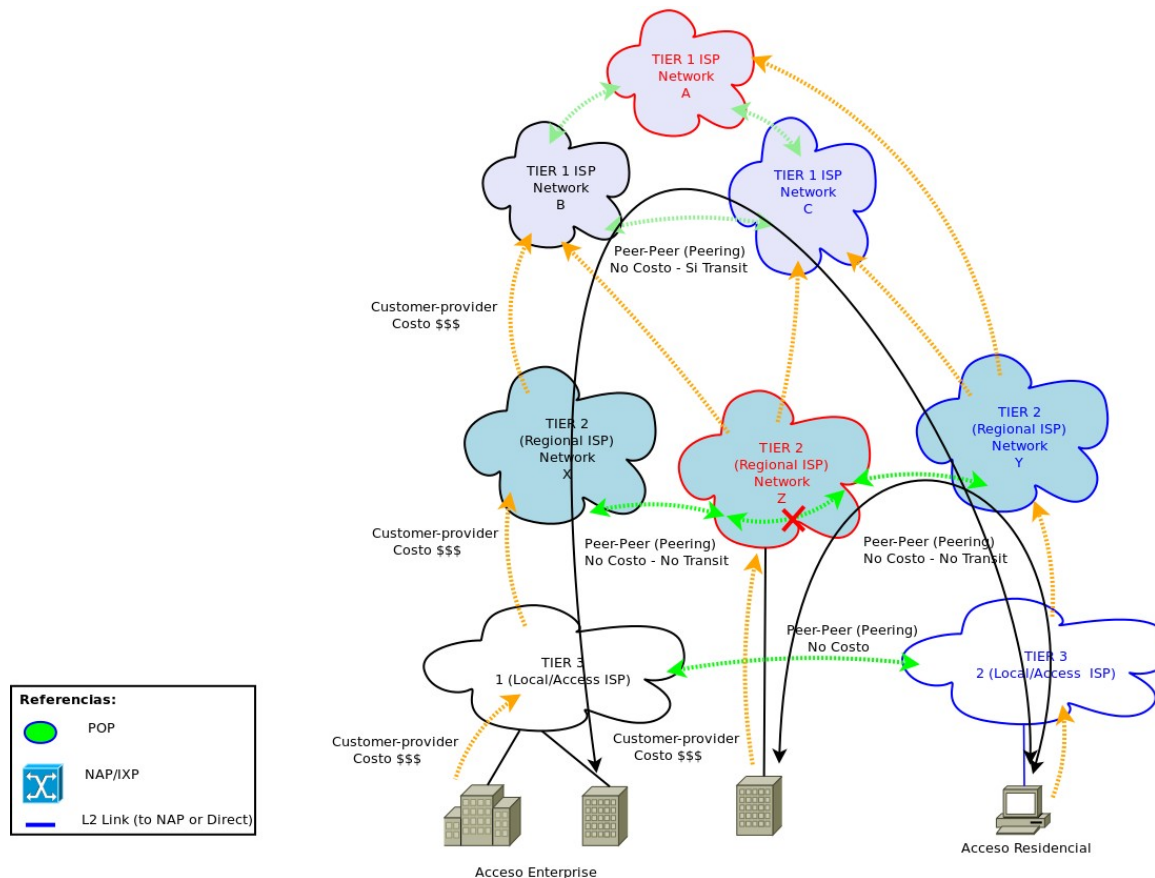 TIER 1 ISP
Network
A
TIER 1 ISP
Network
B
TIER 1 ISP
Network
C
Peer-Peer (Peering)
No Costo - Si Transit
Customer-provider
Costo $$$
TIER 2
(Regional ISP)
Network
X
TIER 2
(Regional ISP)
Network
Z
TIER 2
(Regional ISP)
Network
Y
Customer-provider
Costo $$$
Peer-Peer (Peering)
No Costo - No Transit
Peer-Peer (Peering)
No Costo - No Transit
Peer-Peer (Peering)
No Costo
TIER 3
1 (Local/Access ISP)
TIER 3
2 (Local/Access ISP)
Customer-provider
Costo $$$
Customer-provider
Costo $$$
Referencias:
POP
NAP/IXP
L2 Link (to NAP or Direct)
Acceso Enterprise
Acceso Residencial